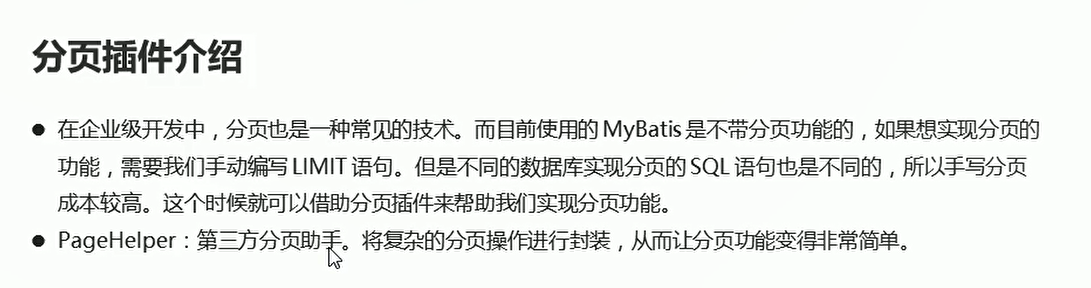 分页插件介绍
● 在企业级开发中，分页也是一种常见的技术。而目前使用的 MyBatis 是不带分页功能的，如果想实现分页的
功能，需要我们手动编写 LIMIT 语句。但是不同的数据库实现分页的 SQL 语句也是不同的，所以手写分页
成本较高。这个时候就可以借助分页插件来帮助我们实现分页功能。
● PageHelper：第三方分页助手。将复杂的分页操作进行封装，从而让分页功能变得非常简单。